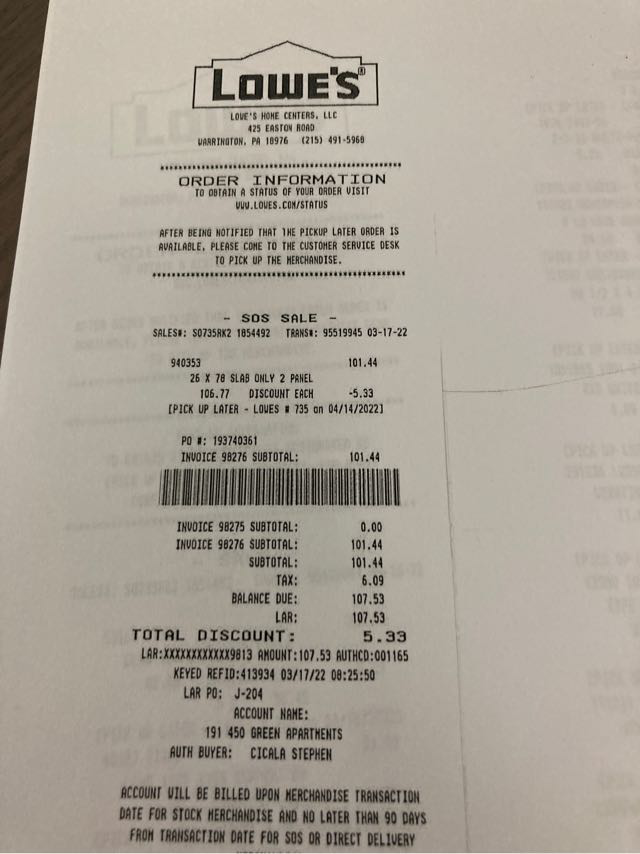 LOWE'S®
LOWE'S HOME CENTERS, LLC
425 EASTON ROAD
WARRINGTON, PA 18976 (215) 491-5960
ORDER INFORMATION
TO OBTAIN A STATUS OF YOUR ORDER VISIT
WWW.LOWES.COM/STATUS
AFTER BEING NOTIFIED THAT THE PICKUP LATER ORDER IS
AVAILABLE, PLEASE COME TO THE CUSTOMER SERVICE DESK
TO PICK UP THE MERCHANDISE.
- SOS SALE -
SALES#: S0735RK2 1854492 TRANS#: 95519945 03-17-22
940353 101.44
26 X 78 SLAB ONLY 2 PANEL
106.77 DISCOUNT EACH -5.33
[PICK UP LATER - LOWES # 735 on 04/14/2022]
PO #: 193740361
INVOICE 98276 SUBTOTAL: 101.44
INVOICE 98275 SUBTOTAL: 0.00
INVOICE 98276 SUBTOTAL: 101.44
SUBTOTAL: 101.44
TAX: 6.09
BALANCE DUE: 107.53
LAR: 107.53
TOTAL DISCOUNT: 5.33
LAR:XXXXXXXXXXXX9813 AMOUNT:107.53 AUTHCD:001165
KEYED REFID:413934 03/17/22 08:25:50
LAR PO: J-204
ACCOUNT NAME:
191 450 GREEN APARTMENTS
AUTH BUYER: CICALA STEPHEN
ACCOUNT WILL BE BILLED UPON MERCHANDISE TRANSACTION
DATE FOR STOCK MERCHANDISE AND NO LATER THAN 90 DAYS
FROM TRANSACTION DATE FOR SOS OR DIRECT DELIVERY